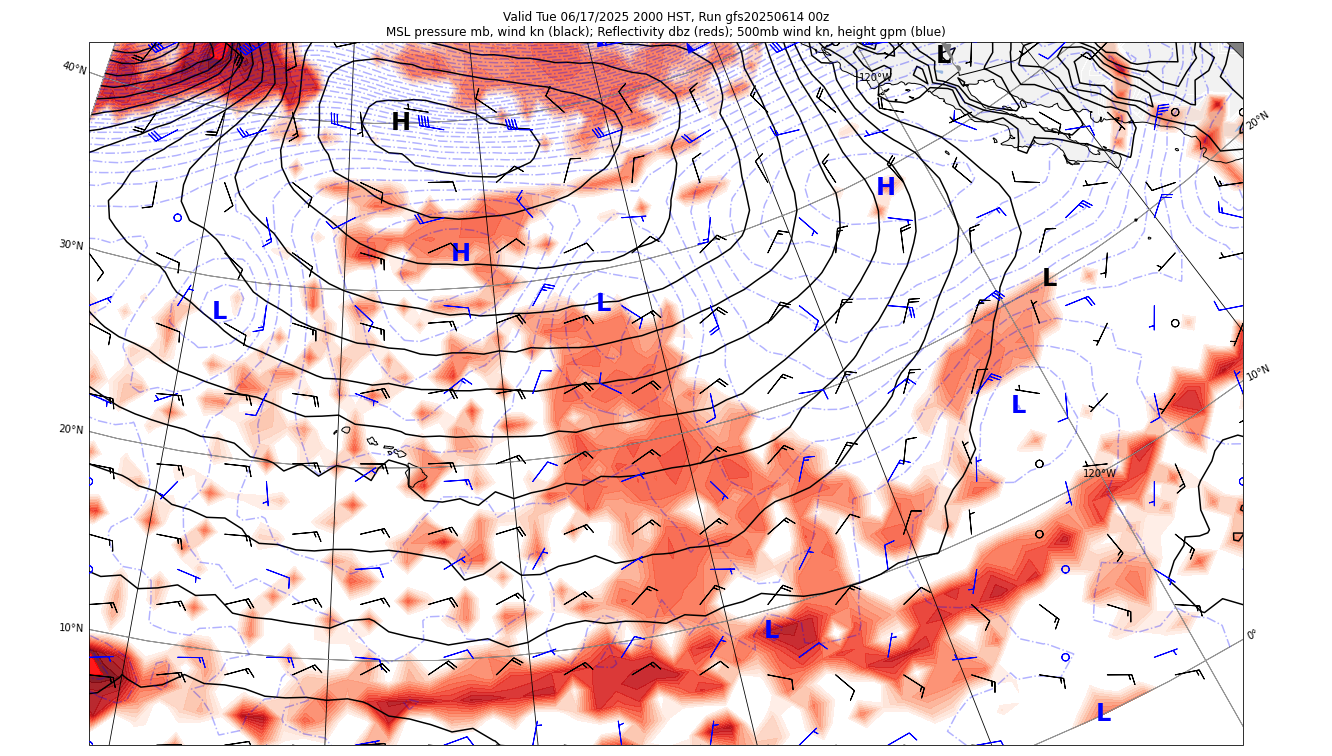 Valid Tue 06/17/2025 2000 HST, Run gfs20250614 00z
MSL pressure mb, wind kn (black); Reflectivity dbz (reds); 500mb wind kn, height gpm (blue)
L
40°N
120°W
H
20°N
H
30°N
H
L
L
L
10°N
L
20°N
120°W
10°N
L
0°
L